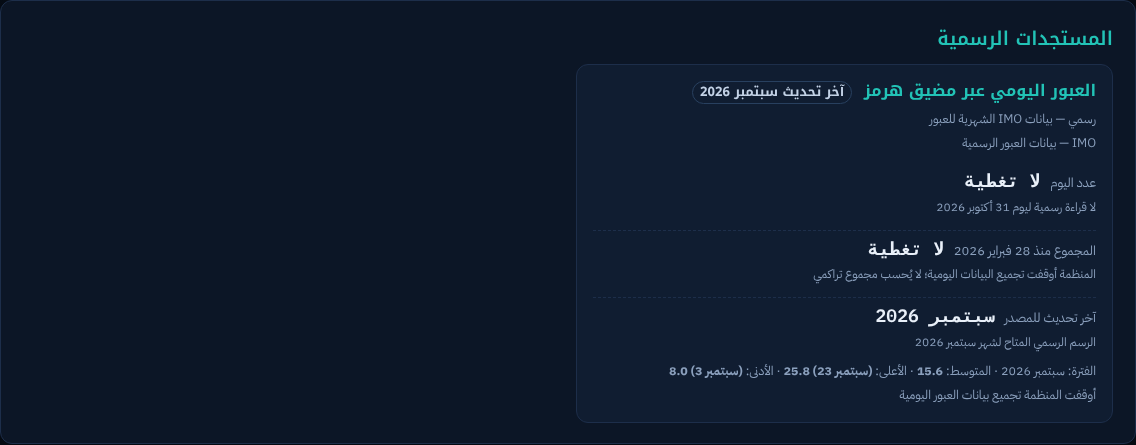 المستجدات الرسمية
العبور اليومي عبر مضيق هرمز آخر تحديث سبتمبر 2026
رسمي — بيانات IMO الشهرية للعبور
IMO — بيانات العبور الرسمية
عدد اليوم لا تغطية
لا قراءة رسمية ليوم 31 أكتوبر 2026
المجموع منذ 28 فبراير 2026 لا تغطية
المنظمة أوقفت تجميع البيانات اليومية؛ لا يُحسب مجموع تراكمي
آخر تحديث للمصدر سبتمبر 2026
الرسم الرسمي المتاح لشهر سبتمبر 2026
الفترة: سبتمبر 2026 · المتوسط: 15.6 · الأعلى: 25.8 (23 سبتمبر) · الأدنى: 8.0 (3 سبتمبر)
أوقفت المنظمة تجميع بيانات العبور اليومية